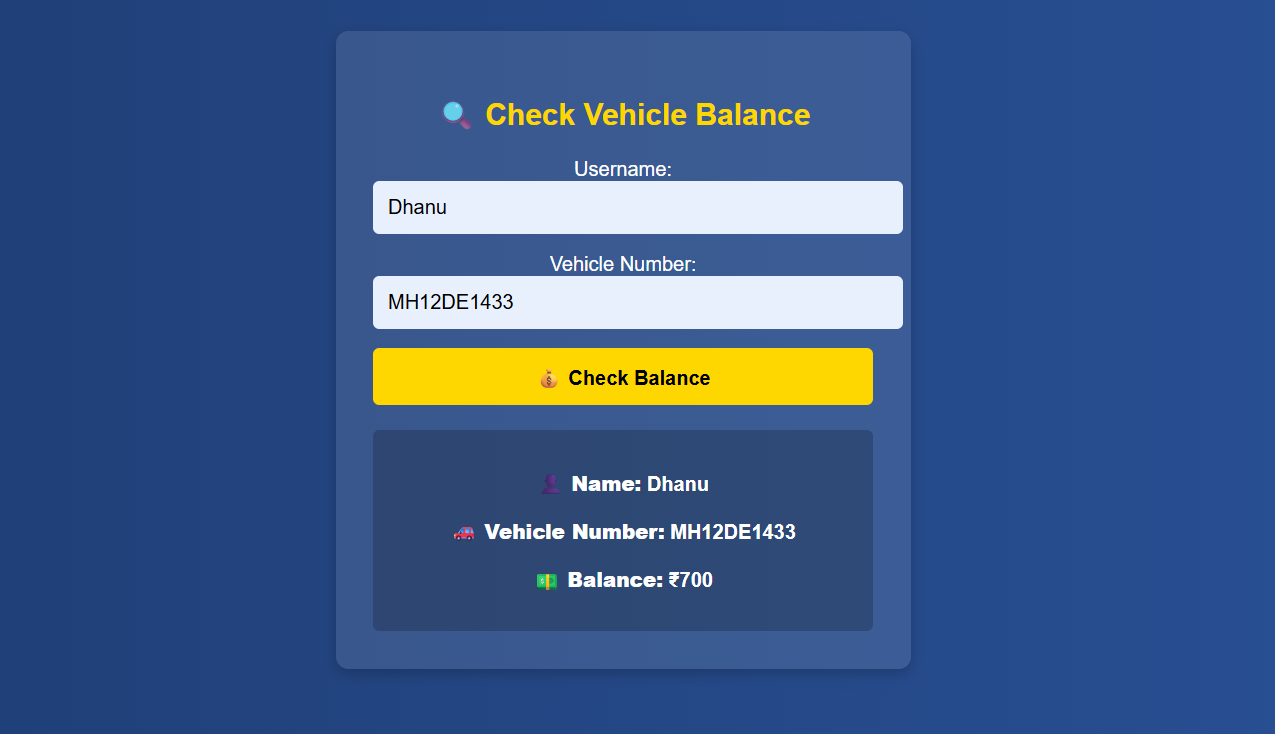 🔍 Check Vehicle Balance
Username:
Dhanu
Vehicle Number:
MH12DE1433
💰 Check Balance
👤 Name: Dhanu
🚗 Vehicle Number: MH12DE1433
💵 Balance: ₹700